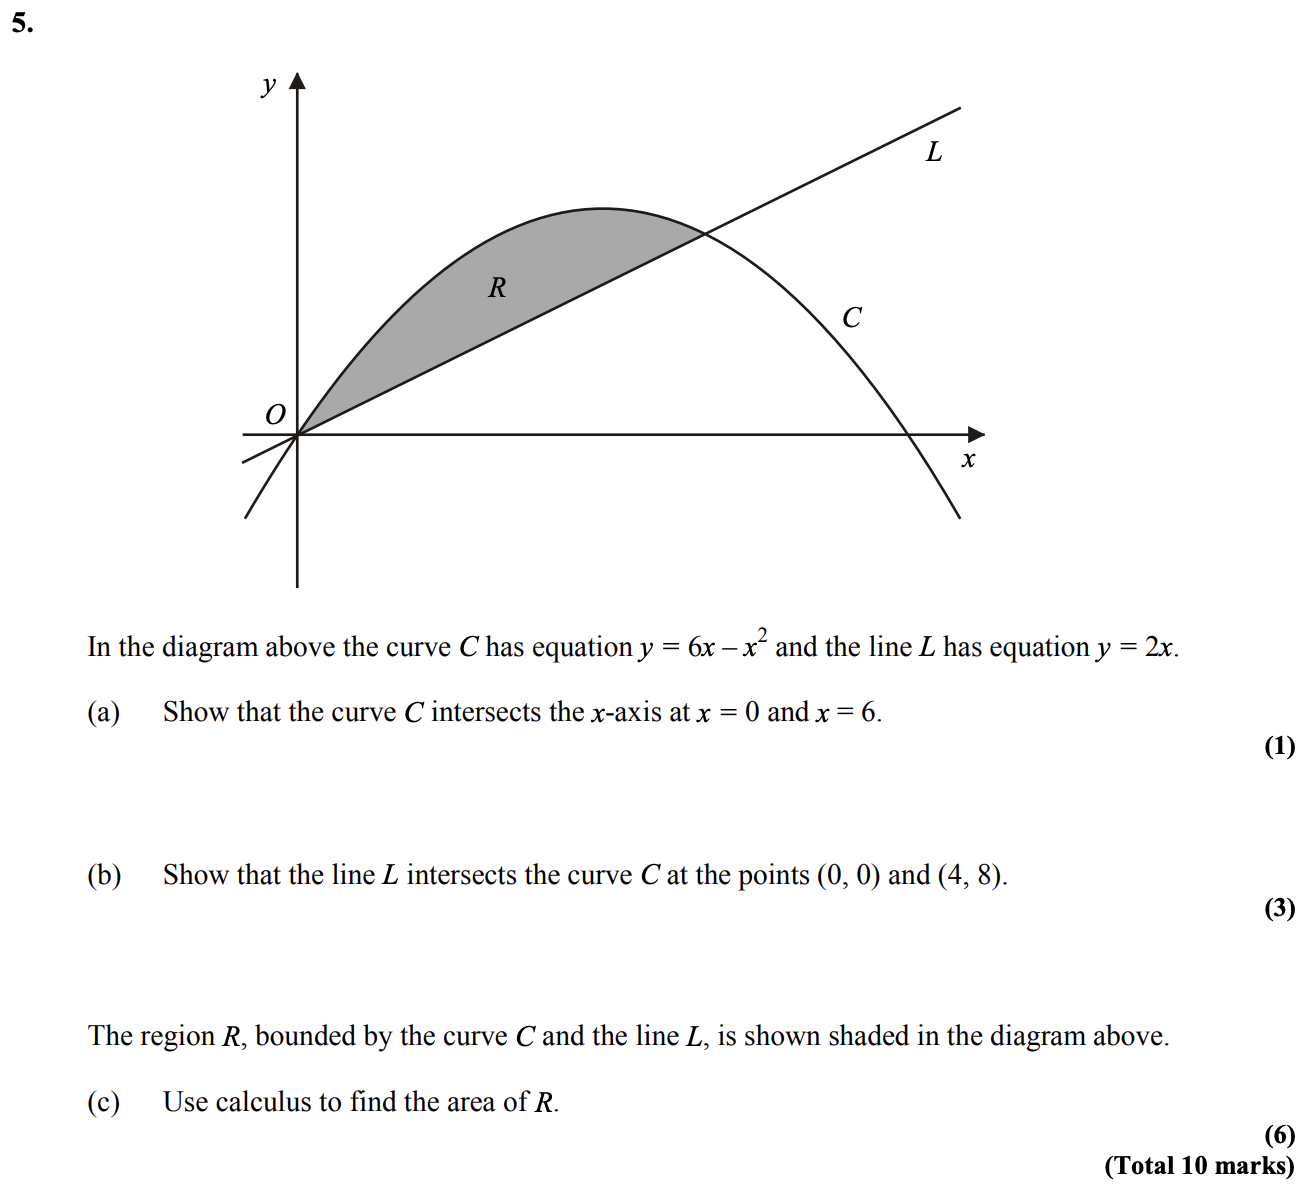 5.
y
L
R
C
O
x
In the diagram above the curve C has equation y = 6x – x² and the line L has equation y = 2x.
(a) Show that the curve C intersects the x-axis at x = 0 and x = 6.
(1)
(b) Show that the line L intersects the curve C at the points (0, 0) and (4, 8).
(3)
The region R, bounded by the curve C and the line L, is shown shaded in the diagram above.
(c) Use calculus to find the area of R.
(6)
(Total 10 marks)